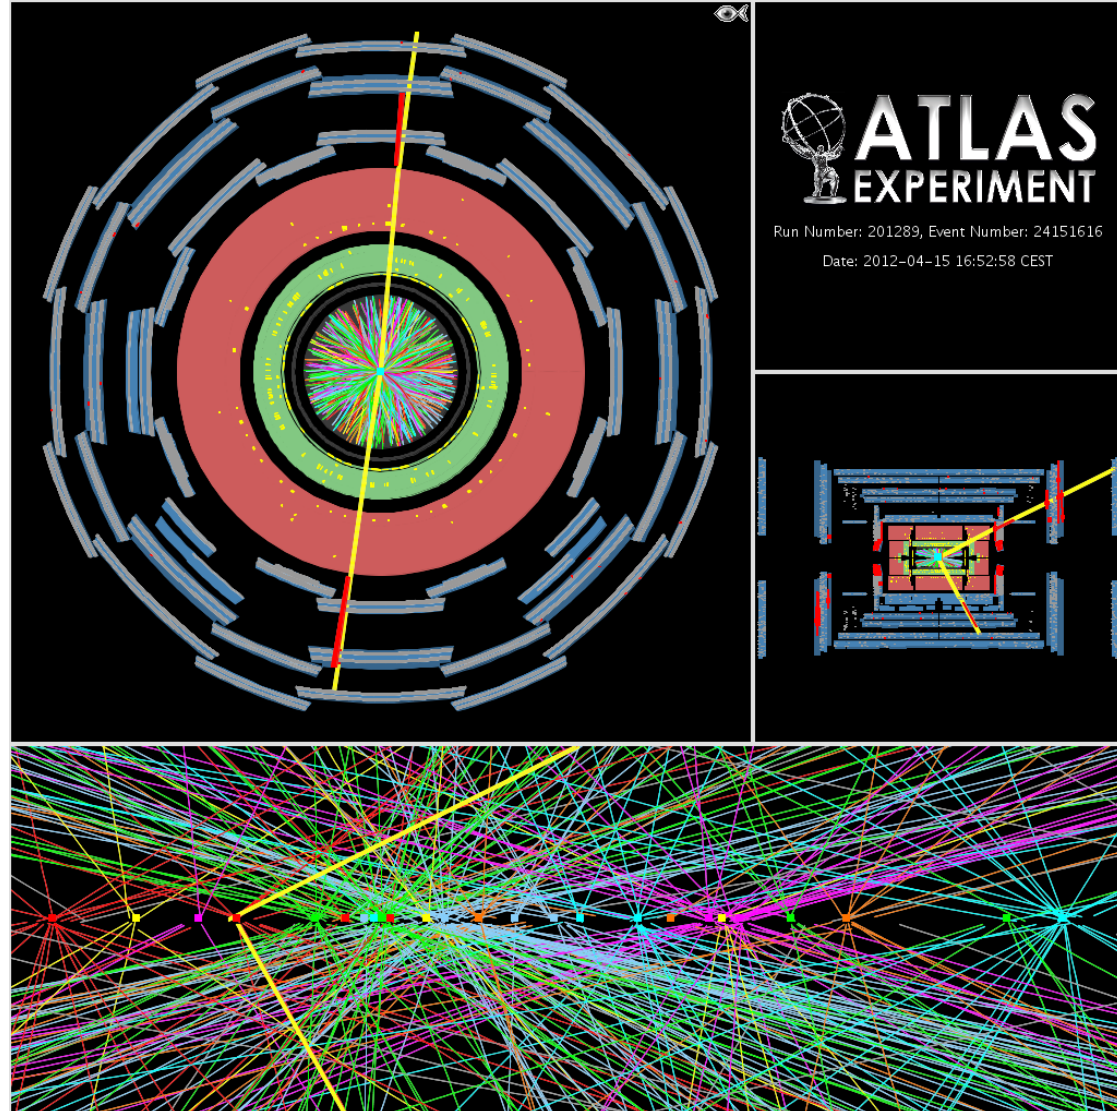 ATLAS
EXPERIMENT
Run Number: 201289, Event Number: 24151616
Date: 2012-04-15 16:52:58 CEST